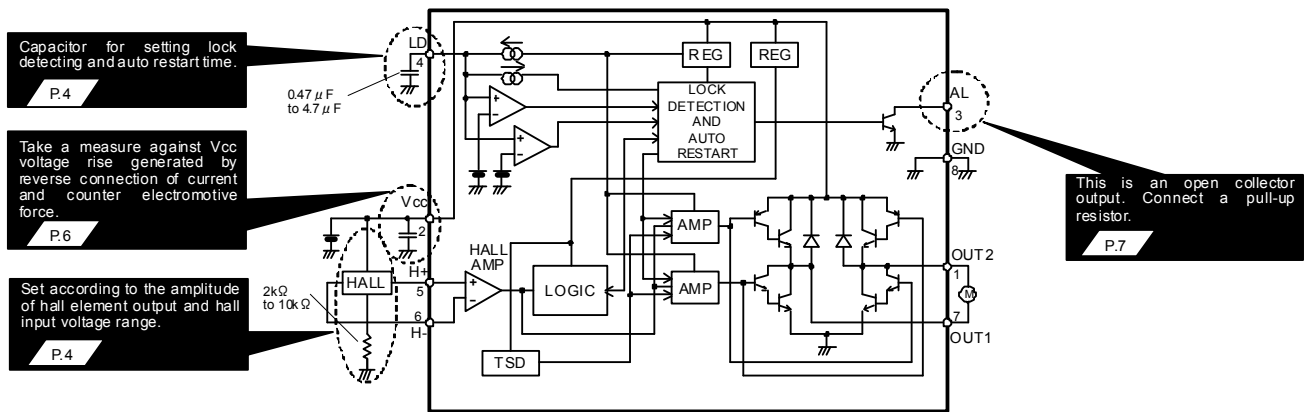 Capacitor for setting lock
detecting and auto restart time.
P.4
Take a measure against Vcc
voltage rise generated by
reverse connection of current
and counter electromotive
force.
P.6
Set according to the amplitude
of hall element output and hall
input voltage range.
P.4
LD
4
0.47μF
to 4.7μF
Vcc
2
HALL
2kΩ
to 10kΩ
H+
5
6
H-
HALL
AMP
+
-
+
-
+
-
REG
REG
LOCK
DETECTION
AND
AUTO
RESTART
LOGIC
TSD
AMP
AMP
AL
3
GND
8
OUT2
1
M
7
OUT1
This is an open collector
output. Connect a pull-up
resistor.
P.7